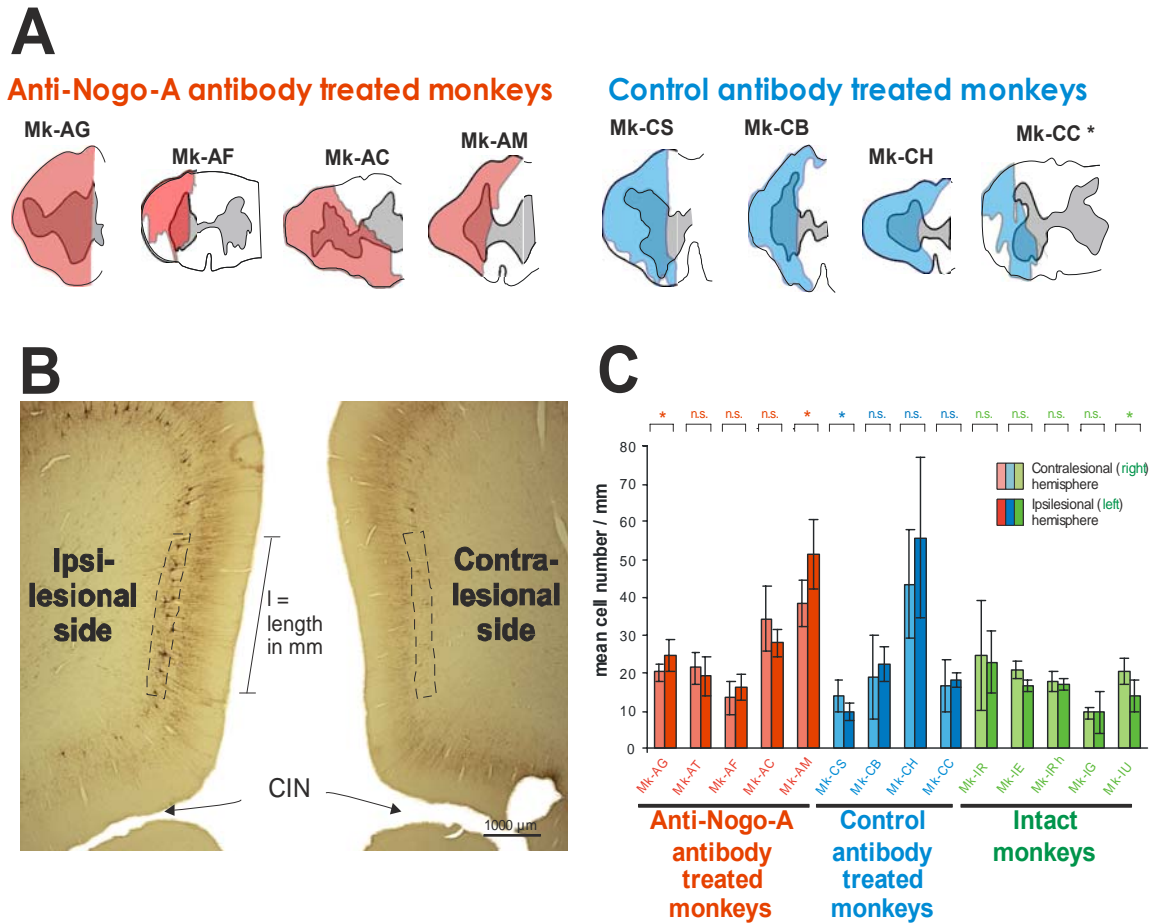 A
Anti-Nogo-A antibody treated monkeys
Control antibody treated monkeys
Mk-AG
Mk-AF
Mk-AC
Mk-AM
Mk-CS
Mk-CB
Mk-CH
Mk-CC *
B
Ipsi-
lesional
side
l =
length
in mm
Contra-
lesional
side
CIN
1000 µm
C
* n.s. n.s. n.s. * * n.s. n.s. n.s. n.s. n.s. n.s. n.s. *
mean cell number / mm
80
70
60
50
40
30
20
10
0
Contralesional (right)
hemisphere
Ipsilesional (left)
hemisphere
Mk-AG
Mk-AT
Mk-AF
Mk-AC
Mk-AM
Mk-CS
Mk-CB
Mk-CH
Mk-CC
Mk-IR
Mk-IE
Mk-IR h
Mk-IG
Mk-IU
Anti-Nogo-A
antibody
treated
monkeys
Control
antibody
treated
monkeys
Intact
monkeys